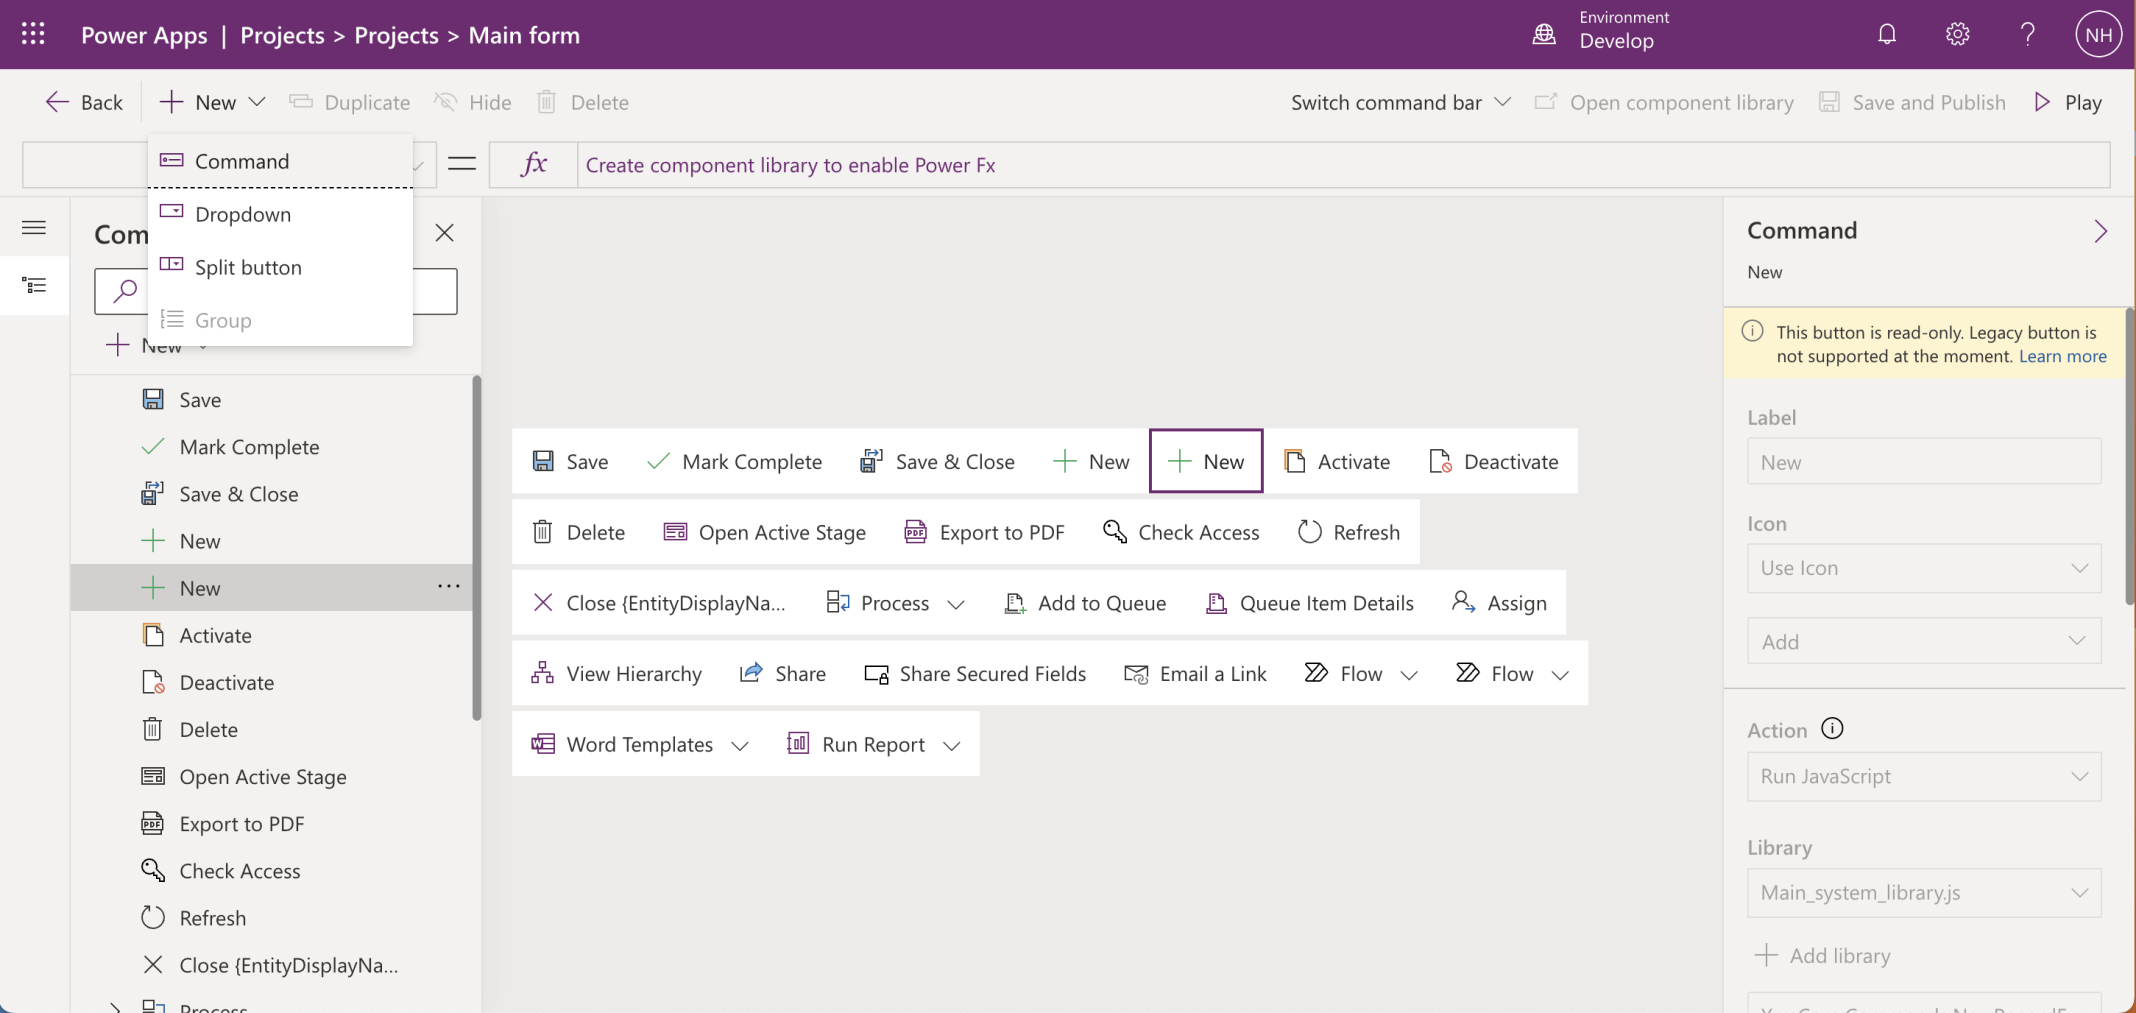 Power Apps | Projects > Projects > Main form
Environment
Develop
NH
Back
New
Duplicate
Hide
Delete
Switch command bar
Open component library
Save and Publish
Play
Command
Dropdown
Split button
Group
fx
Create component library to enable Power Fx
Com
New
Save
Mark Complete
Save & Close
New
New
Activate
Deactivate
Delete
Open Active Stage
Export to PDF
Check Access
Refresh
Close {EntityDisplayNa...
Process
Save
Mark Complete
Save & Close
New
New
Activate
Deactivate
Delete
Open Active Stage
Export to PDF
Check Access
Refresh
Close {EntityDisplayNa...
Process
Add to Queue
Queue Item Details
Assign
View Hierarchy
Share
Share Secured Fields
Email a Link
Flow
Flow
Word Templates
Run Report
Command
New
This button is read-only. Legacy button is
not supported at the moment. Learn more
Label
New
Icon
Use Icon
Add
Action
Run JavaScript
Library
Main_system_library.js
Add library